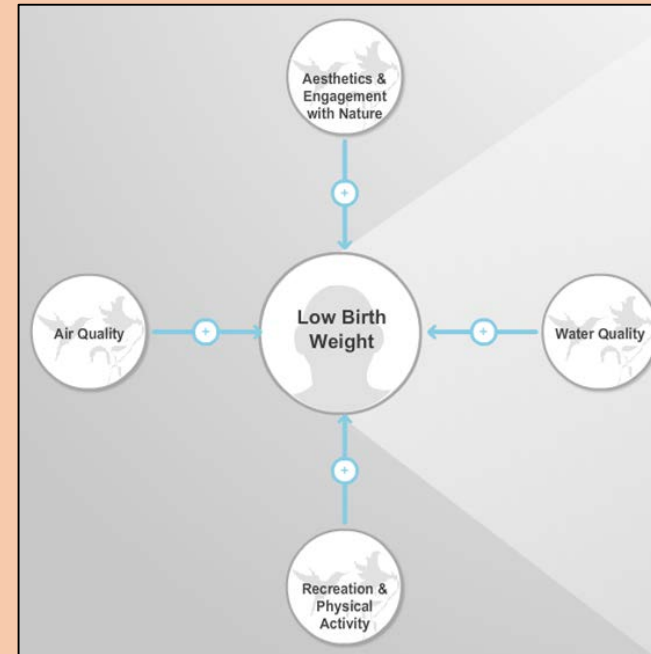 Aesthetics &
Engagement
with Nature
+
Air Quality
+
Low Birth
Weight
+
Water Quality
+
Recreation &
Physical
Activity